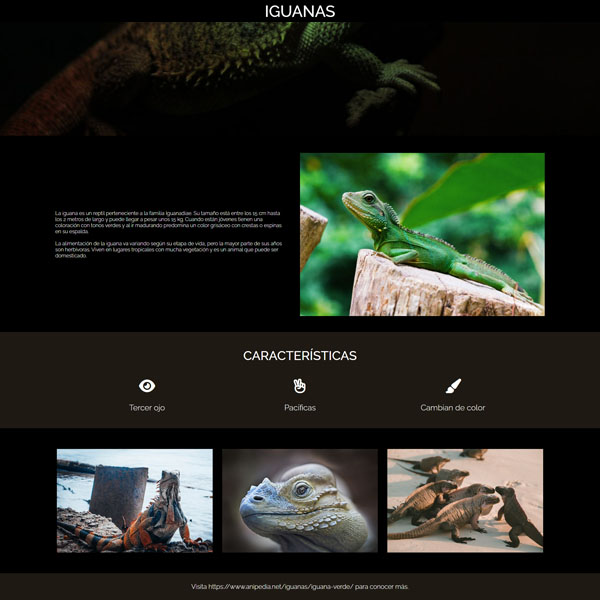 IGUANAS
La iguana es un reptil perteneciente a la familia Iguanadiae. Su tamaño está entre los 15 cm hasta
los 2 metros de largo y puede llegar a pesar unos 15 kg. Cuando están jóvenes tienen una
coloración con tonos verdes y al ir madurando predomina un color grisáceo con crestas o espinas
en su espalda.
La alimentación de la iguana va variando según su etapa de vida, pero la mayor parte de sus años
son herbívoras. Viven en lugares tropicales con mucha vegetación y es un animal que puede ser
domesticado.
CARACTERÍSTICAS
Tercer ojo
Pacíficas
Cambian de color
Visita https://www.anipedia.net/iguanas/iguana-verde/ para conocer más.